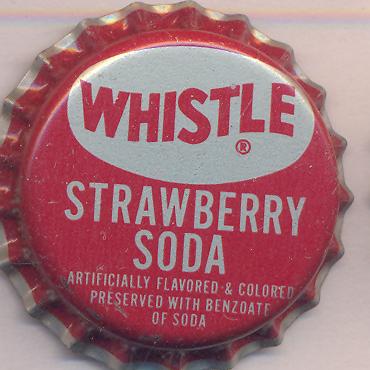 WHISTLE
®
STRAWBERRY
SODA
ARTIFICIALLY FLAVORED & COLORED
PRESERVED WITH BENZOATE
OF SODA